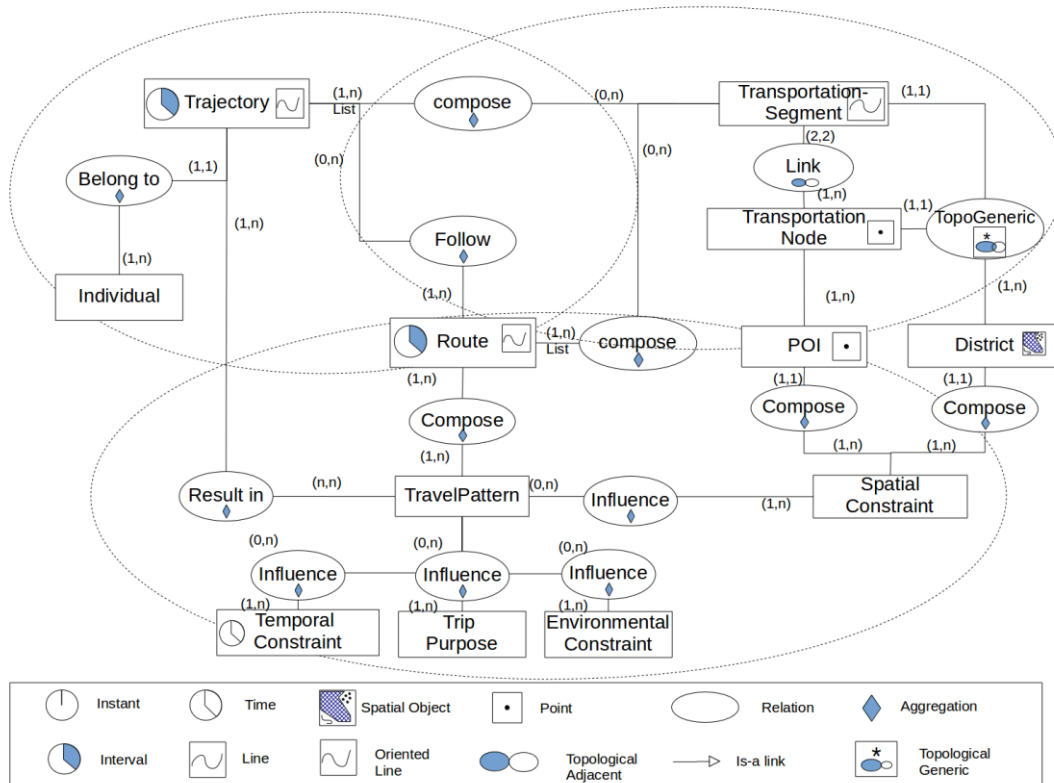 Trajectory
(1,n)
List
compose
(0,n)
Transportation-
Segment
(1,1)
(2,2)
Link
(1,n)
(0,n)
(0,n)
Belong to
(1,1)
(1,n)
Transportation
Node
(1,1)
TopoGeneric
*
Follow
(1,n)
Individual
(1,n)
(1,n)
(1,n)
Route
(1,n)
List
compose
POI
District
(1,n)
(1,1)
(1,1)
Compose
Compose
Compose
(1,n)
(1,n)
(1,n)
Result in
(n,n)
TravelPattern
(0,n)
Influence
(1,n)
Spatial
Constraint
(0,n)
(0,n)
(0,n)
Influence
Influence
Influence
(1,n)
(1,n)
(1,n)
Temporal
Constraint
Trip
Purpose
Environmental
Constraint
Instant
Time
Spatial Object
Point
Relation
Aggregation
Interval
Line
Oriented
Line
Topological
Adjacent
Is-a link
*
Topological
Generic